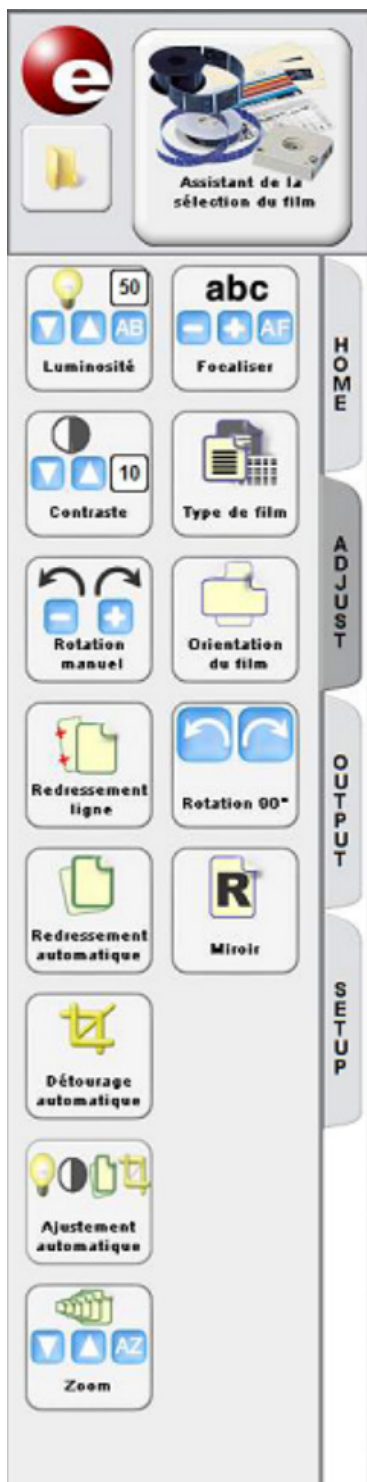 e
Assistant de la
sélection du film
50
AB
Luminosité
abc
AF
Focaliser
10
Contraste
Type de film
Rotation
manuel
Orientation
du film
Redressement
ligne
Rotation 90°
Redressement
automatique
R
Miroir
Détourage
automatique
Ajustement
automatique
AZ
Zoom
HOME
ADJUST
OUTPUT
SETUP